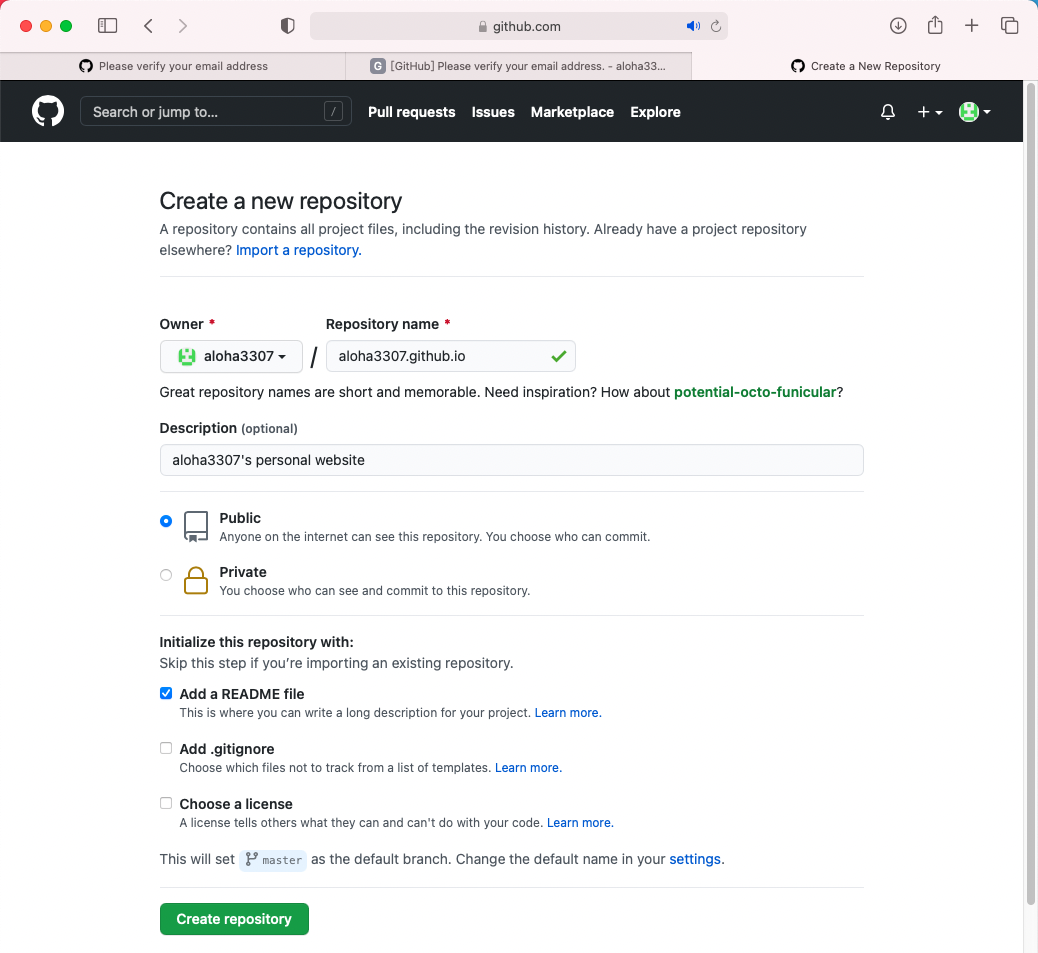 github.com
Please verify your email address
G [GitHub] Please verify your email address. - aloha33...
Create a New Repository
Search or jump to... /
Pull requests Issues Marketplace Explore
Create a new repository
A repository contains all project files, including the revision history. Already have a project repository
elsewhere? Import a repository.
Owner * Repository name *
aloha3307 / aloha3307.github.io
Great repository names are short and memorable. Need inspiration? How about potential-octo-funicular?
Description (optional)
aloha3307's personal website
Public
Anyone on the internet can see this repository. You choose who can commit.
Private
You choose who can see and commit to this repository.
Initialize this repository with:
Skip this step if you’re importing an existing repository.
Add a README file
This is where you can write a long description for your project. Learn more.
Add .gitignore
Choose which files not to track from a list of templates. Learn more.
Choose a license
A license tells others what they can and can't do with your code. Learn more.
This will set master as the default branch. Change the default name in your settings.
Create repository